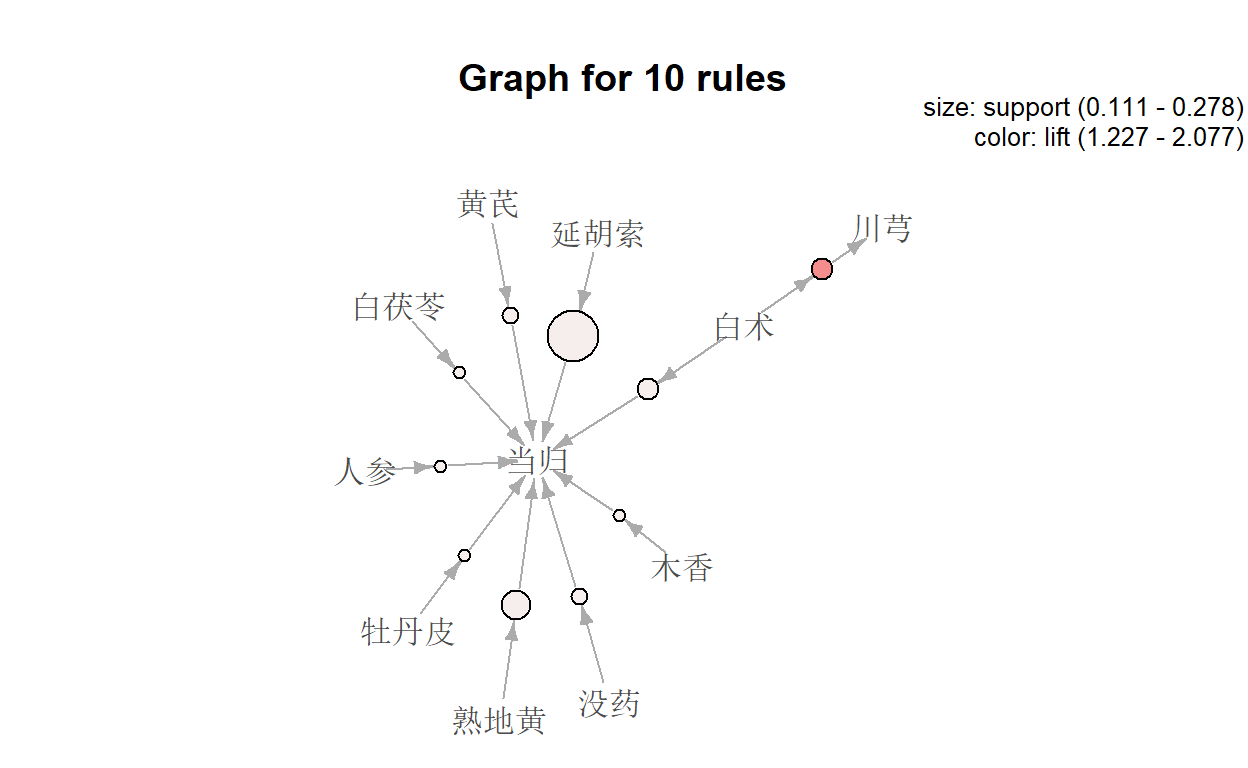 Graph for 10 rules
size: support (0.111 - 0.278)
color: lift (1.227 - 2.077)
黄芪
延胡索
川芎
白茯苓
白术
当归
人参
木香
牡丹皮
没药
熟地黄